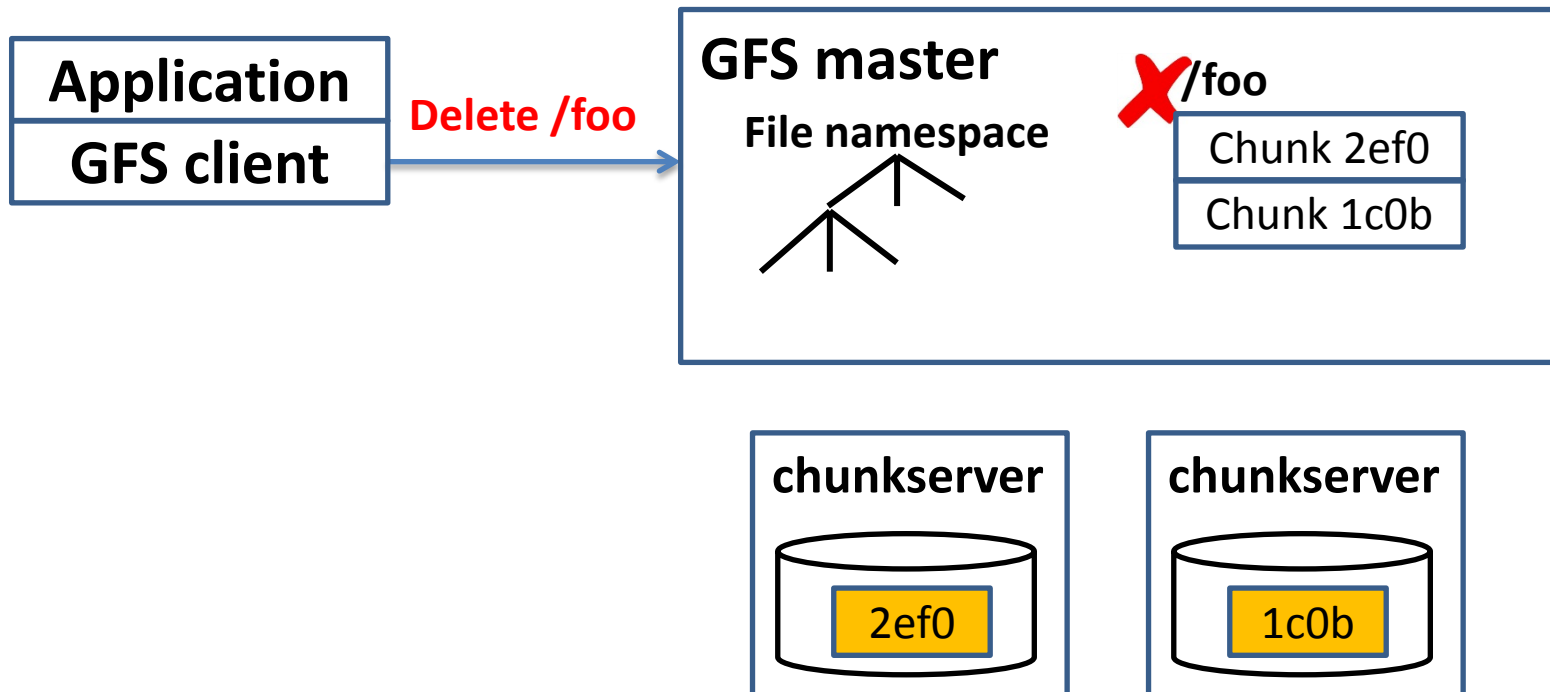 Application
GFS client
Delete /foo
GFS master
File namespace
/foo
Chunk 2ef0
Chunk 1c0b
chunkserver
2ef0
chunkserver
1c0b